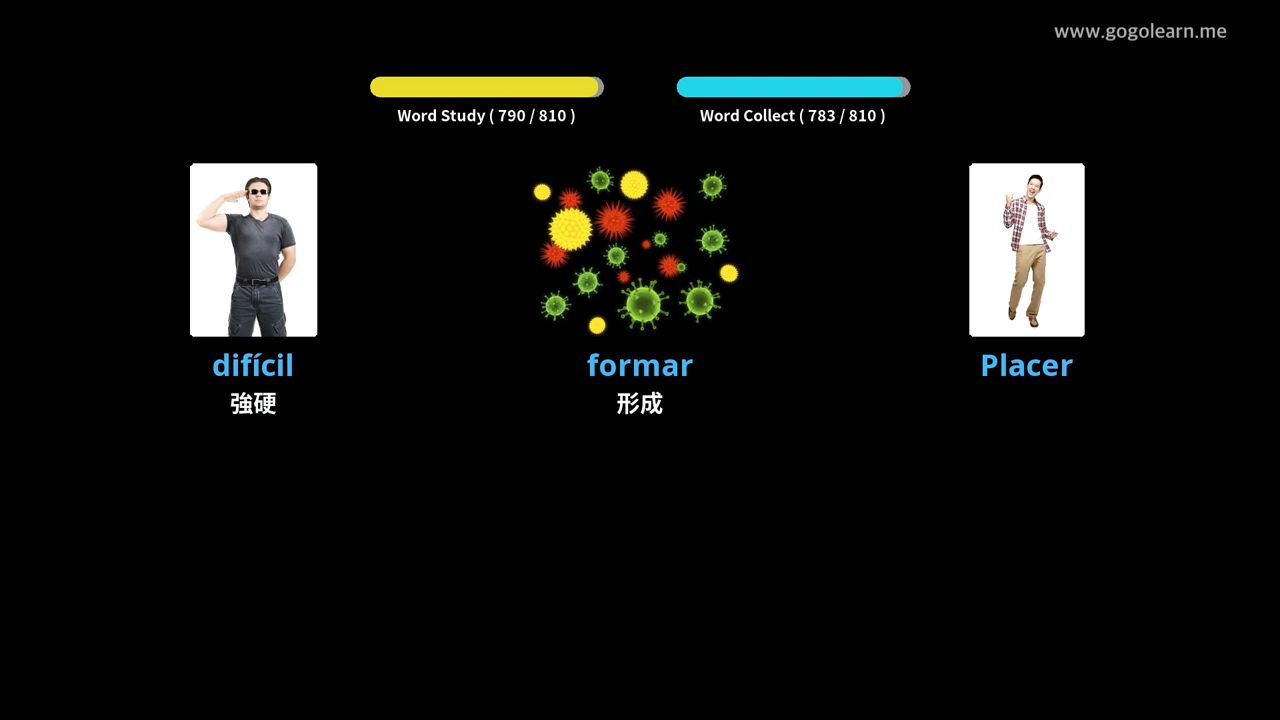 www.gogolearn.me
Word Study ( 790 / 810 )
Word Collect ( 783 / 810 )
difícil
強硬
formar
形成
Placer